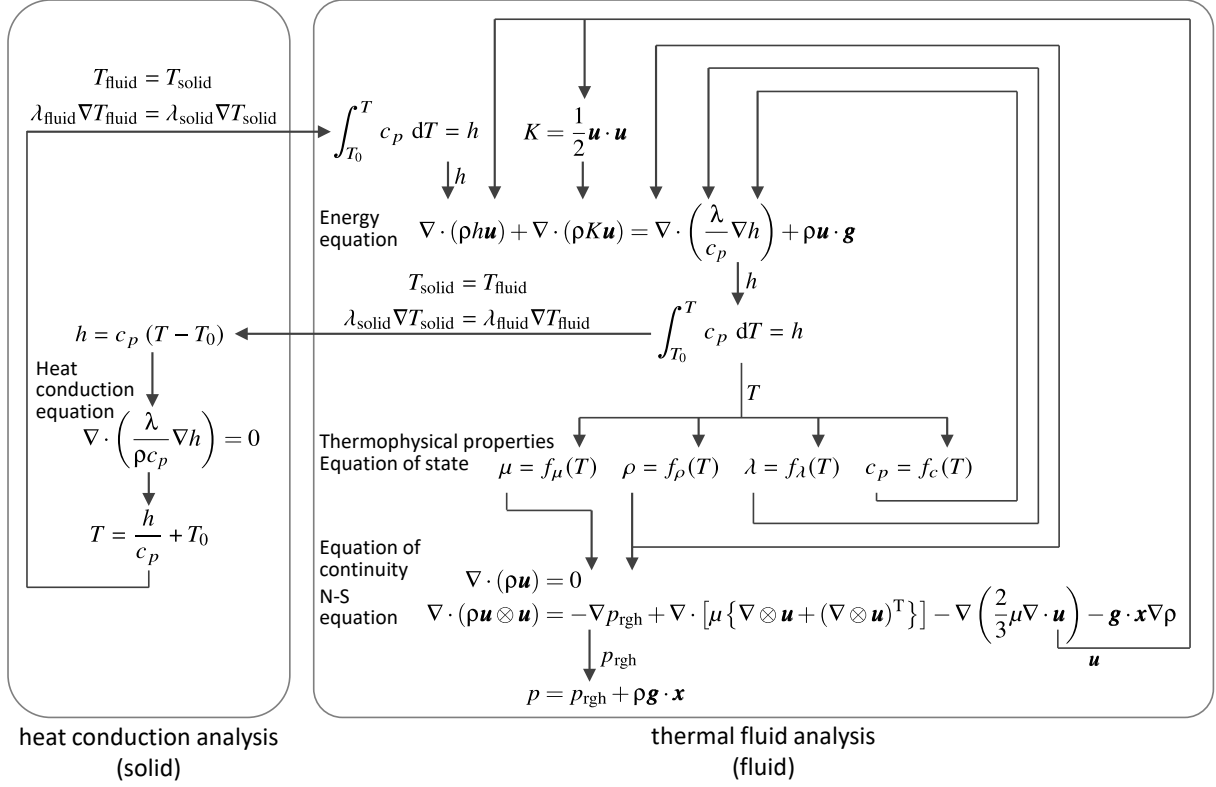 T_fluid = T_solid
λ_fluid ∇T_fluid = λ_solid ∇T_solid
h = c_p (T − T_0)
Heat
conduction
equation
∇ · (λ/ρc_p ∇h) = 0
T = h/c_p + T_0
∫_{T_0}^{T} c_p dT = h
K = 1/2 u · u
h
Energy
equation
∇ · (ρhu) + ∇ · (ρKu) = ∇ · (λ/c_p ∇h) + ρu · g
h
T_solid = T_fluid
λ_solid ∇T_solid = λ_fluid ∇T_fluid
∫_{T_0}^{T} c_p dT = h
T
Thermophysical properties
Equation of state
μ = f_μ(T) ρ = f_ρ(T) λ = f_λ(T) c_p = f_c(T)
Equation of
continuity
∇ · (ρu) = 0
N-S
equation
∇ · (ρu ⊗ u) = −∇p_rgh + ∇ · [μ{∇ ⊗ u + (∇ ⊗ u)^T}] − ∇(2/3 μ∇ · u) − g · x∇ρ
u
p_rgh
p = p_rgh + ρg · x
heat conduction analysis
(solid)
thermal fluid analysis
(fluid)